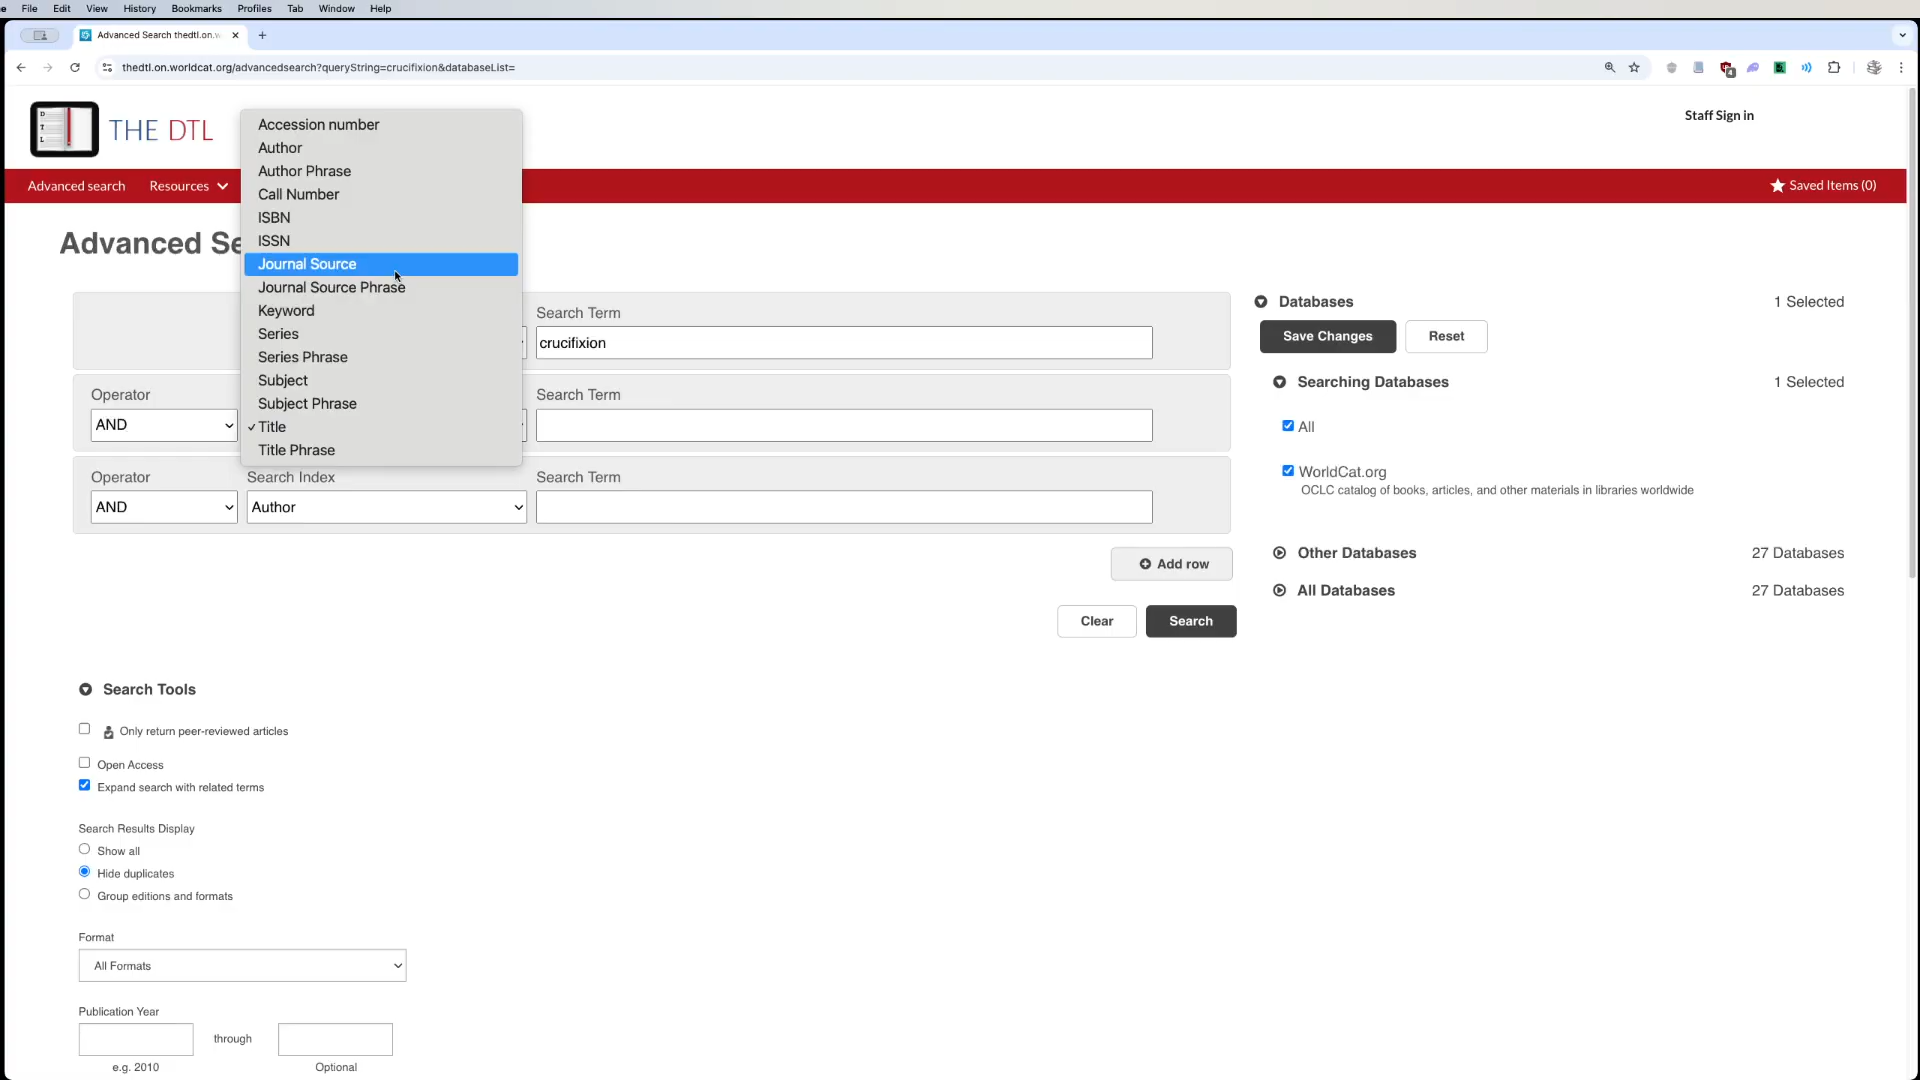 File Edit View History Bookmarks Profiles Tab Window Help
Advanced Search thedtl.on.w
thedtl.on.worldcat.org/advancedsearch?queryString=crucifixion&databaseList=
D T L
THE DTL
Staff Sign in
Advanced search Resources
Saved Items (0)
Advanced Se
Accession number
Author
Author Phrase
Call Number
ISBN
ISSN
Journal Source
Journal Source Phrase
Keyword
Series
Series Phrase
Subject
Subject Phrase
✓ Title
Title Phrase
Search Term
crucifixion
Operator
AND
Search Term
Operator Search Index Search Term
AND Author
Add row
Clear Search
Databases 1 Selected
Save Changes Reset
Searching Databases 1 Selected
All
WorldCat.org
OCLC catalog of books, articles, and other materials in libraries worldwide
Other Databases 27 Databases
All Databases 27 Databases
Search Tools
Only return peer-reviewed articles
Open Access
Expand search with related terms
Search Results Display
Show all
Hide duplicates
Group editions and formats
Format
All Formats
Publication Year
through
e.g. 2010 Optional